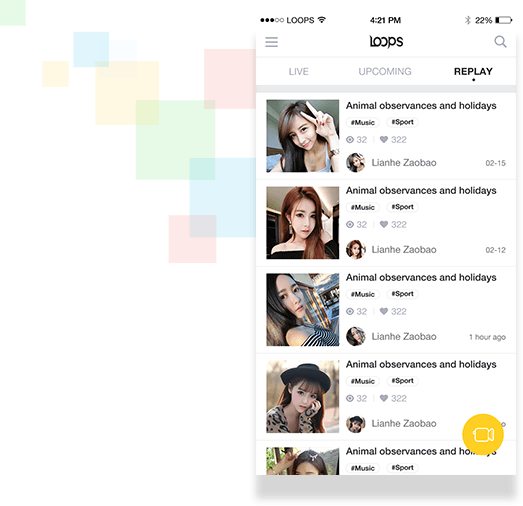 LOOPS 4:21 PM 22%
LOOPS
LIVE UPCOMING REPLAY
Animal observances and holidays
#Music #Sport
32 322
Lianhe Zaobao 02-15
Animal observances and holidays
#Music #Sport
32 322
Lianhe Zaobao 02-12
Animal observances and holidays
#Music #Sport
32 322
Lianhe Zaobao 1 hour ago
Animal observances and holidays
#Music #Sport
32 322
Lianhe Zaobao
Animal observances and holidays
#Music #Sport